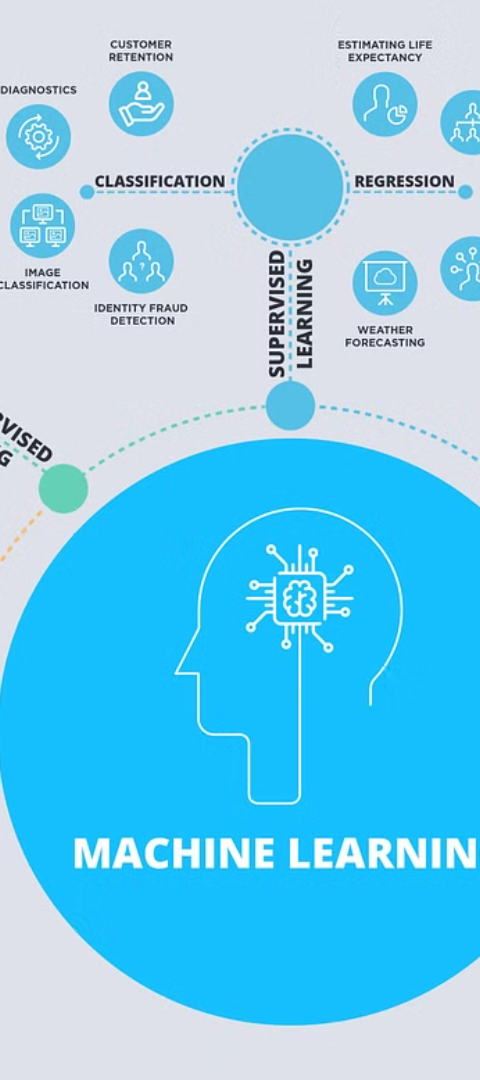 CUSTOMER
RETENTION
ESTIMATING LIFE
EXPECTANCY
DIAGNOSTICS
CLASSIFICATION
REGRESSION
IMAGE
CLASSIFICATION
IDENTITY FRAUD
DETECTION
WEATHER
FORECASTING
SUPERVISED
LEARNING
RVISED
G
?
MACHINE LEARNIN